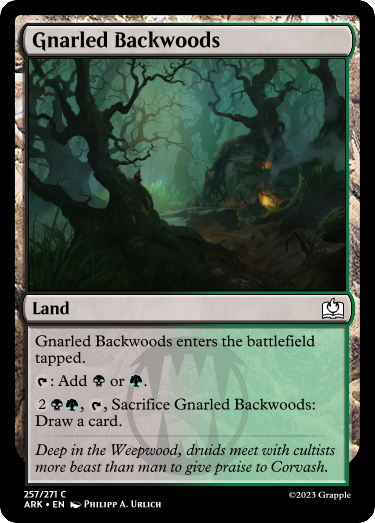 Gnarled Backwoods
Land
Gnarled Backwoods enters the battlefield
tapped.
: Add or .
2 , , Sacrifice Gnarled Backwoods:
Draw a card.
Deep in the Weepwood, druids meet with cultists
more beast than man to give praise to Corvash.
257/271 C
ARK • EN Philipp A. Urlich
©2023 Grapple